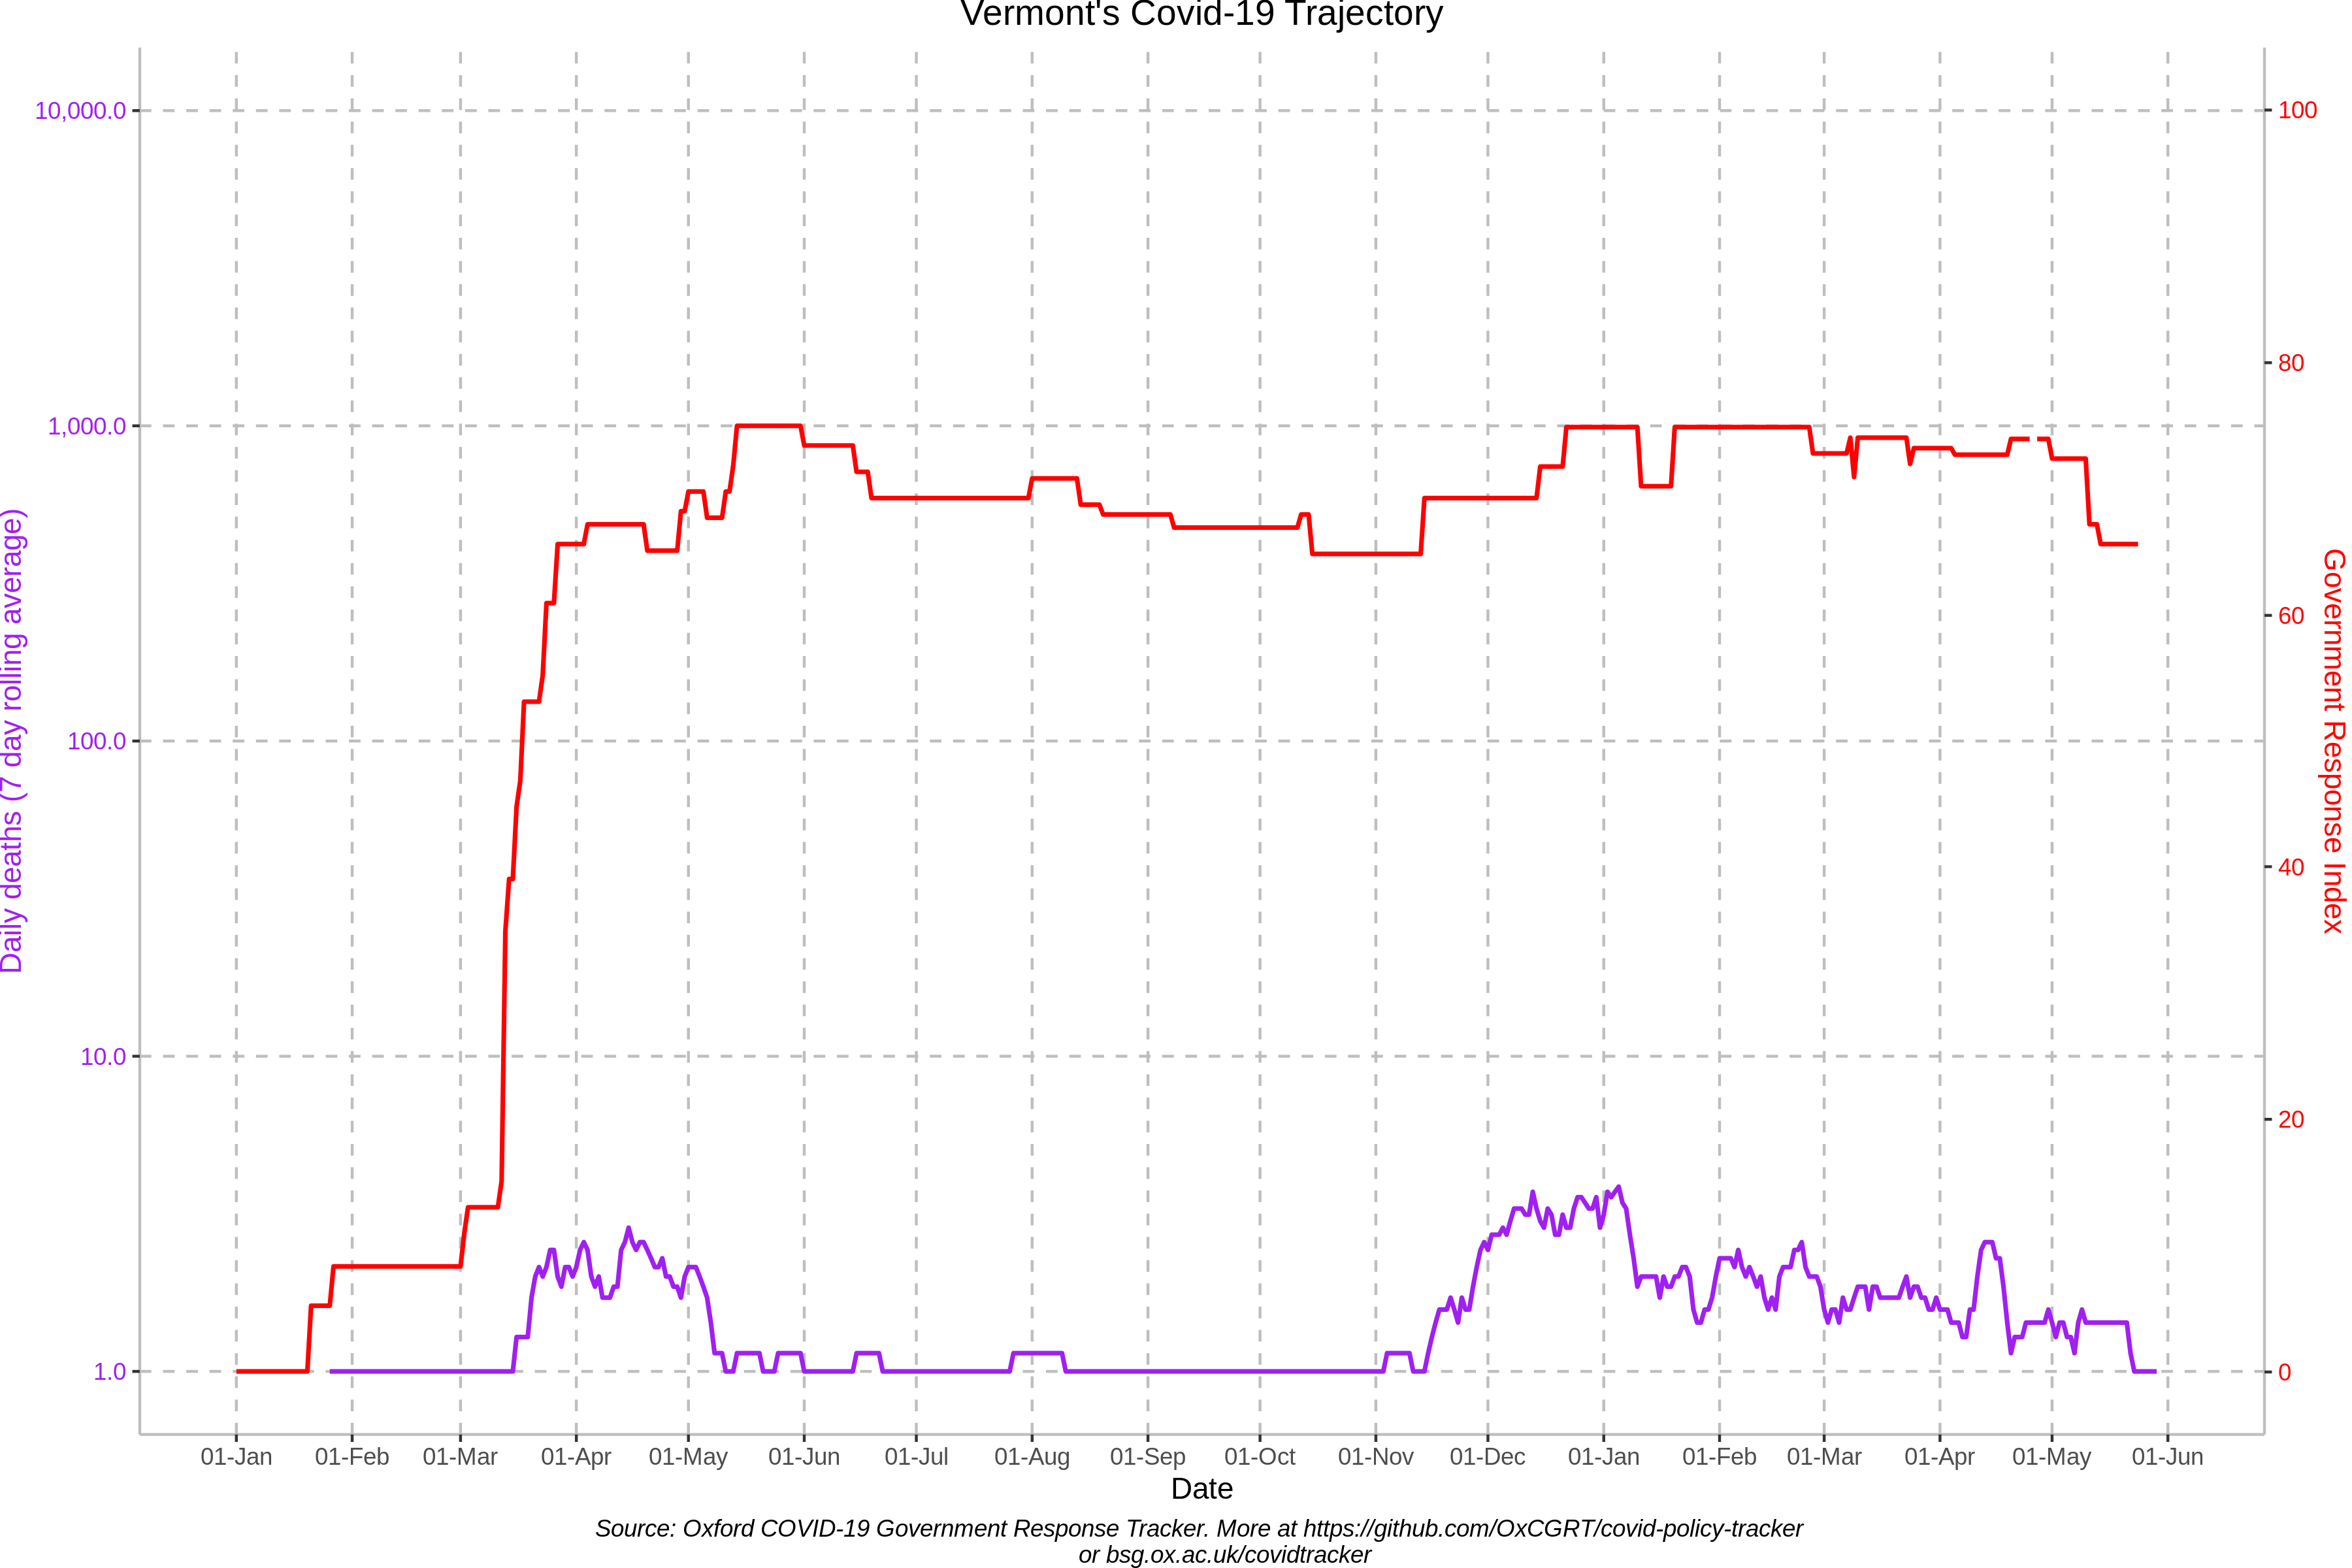 Vermont's Covid-19 Trajectory
10,000.0
1,000.0
100.0
10.0
1.0
Daily deaths (7 day rolling average)
100
80
60
40
20
0
Government Response Index
01-Jan 01-Feb 01-Mar 01-Apr 01-May 01-Jun 01-Jul 01-Aug 01-Sep 01-Oct 01-Nov 01-Dec 01-Jan 01-Feb 01-Mar 01-Apr 01-May 01-Jun
Date
Source: Oxford COVID-19 Government Response Tracker. More at https://github.com/OxCGRT/covid-policy-tracker
or bsg.ox.ac.uk/covidtracker